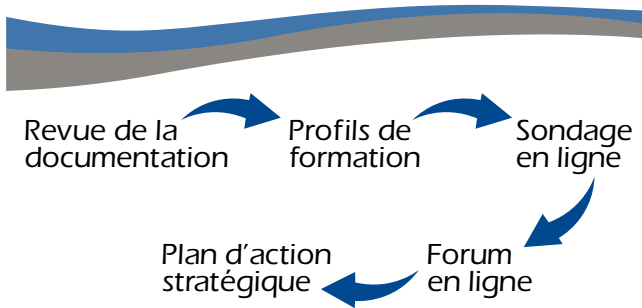 Revue de la
documentation
Profils de
formation
Sondage
en ligne
Forum
en ligne
Plan d'action
stratégique